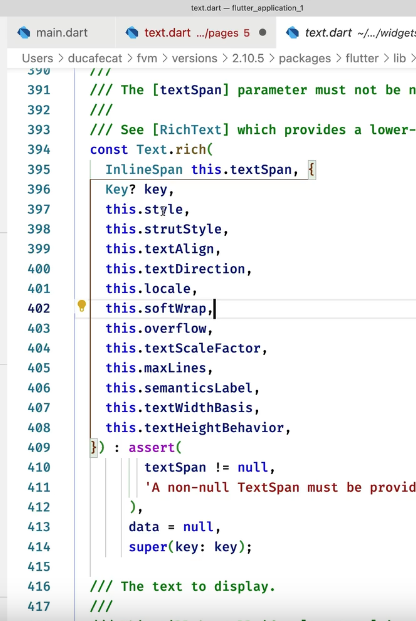 text.dart — flutter_application_1
main.dart text.dart .../pages 5 text.dart ~/.../widgets
Users > ducafecat > fvm > versions > 2.10.5 > packages > flutter > lib >
390 ///
391 /// The [textSpan] parameter must not be n
392 ///
393 /// See [RichText] which provides a lower-
394 const Text.rich(
395 InlineSpan this.textSpan, {
396 Key? key,
397 this.style,
398 this.strutStyle,
399 this.textAlign,
400 this.textDirection,
401 this.locale,
402 this.softWrap,
403 this.overflow,
404 this.textScaleFactor,
405 this.maxLines,
406 this.semanticsLabel,
407 this.textWidthBasis,
408 this.textHeightBehavior,
409 }) : assert(
410 textSpan != null,
411 'A non-null TextSpan must be provid
412 ),
413 data = null,
414 super(key: key);
415
416 /// The text to display.
417 ///